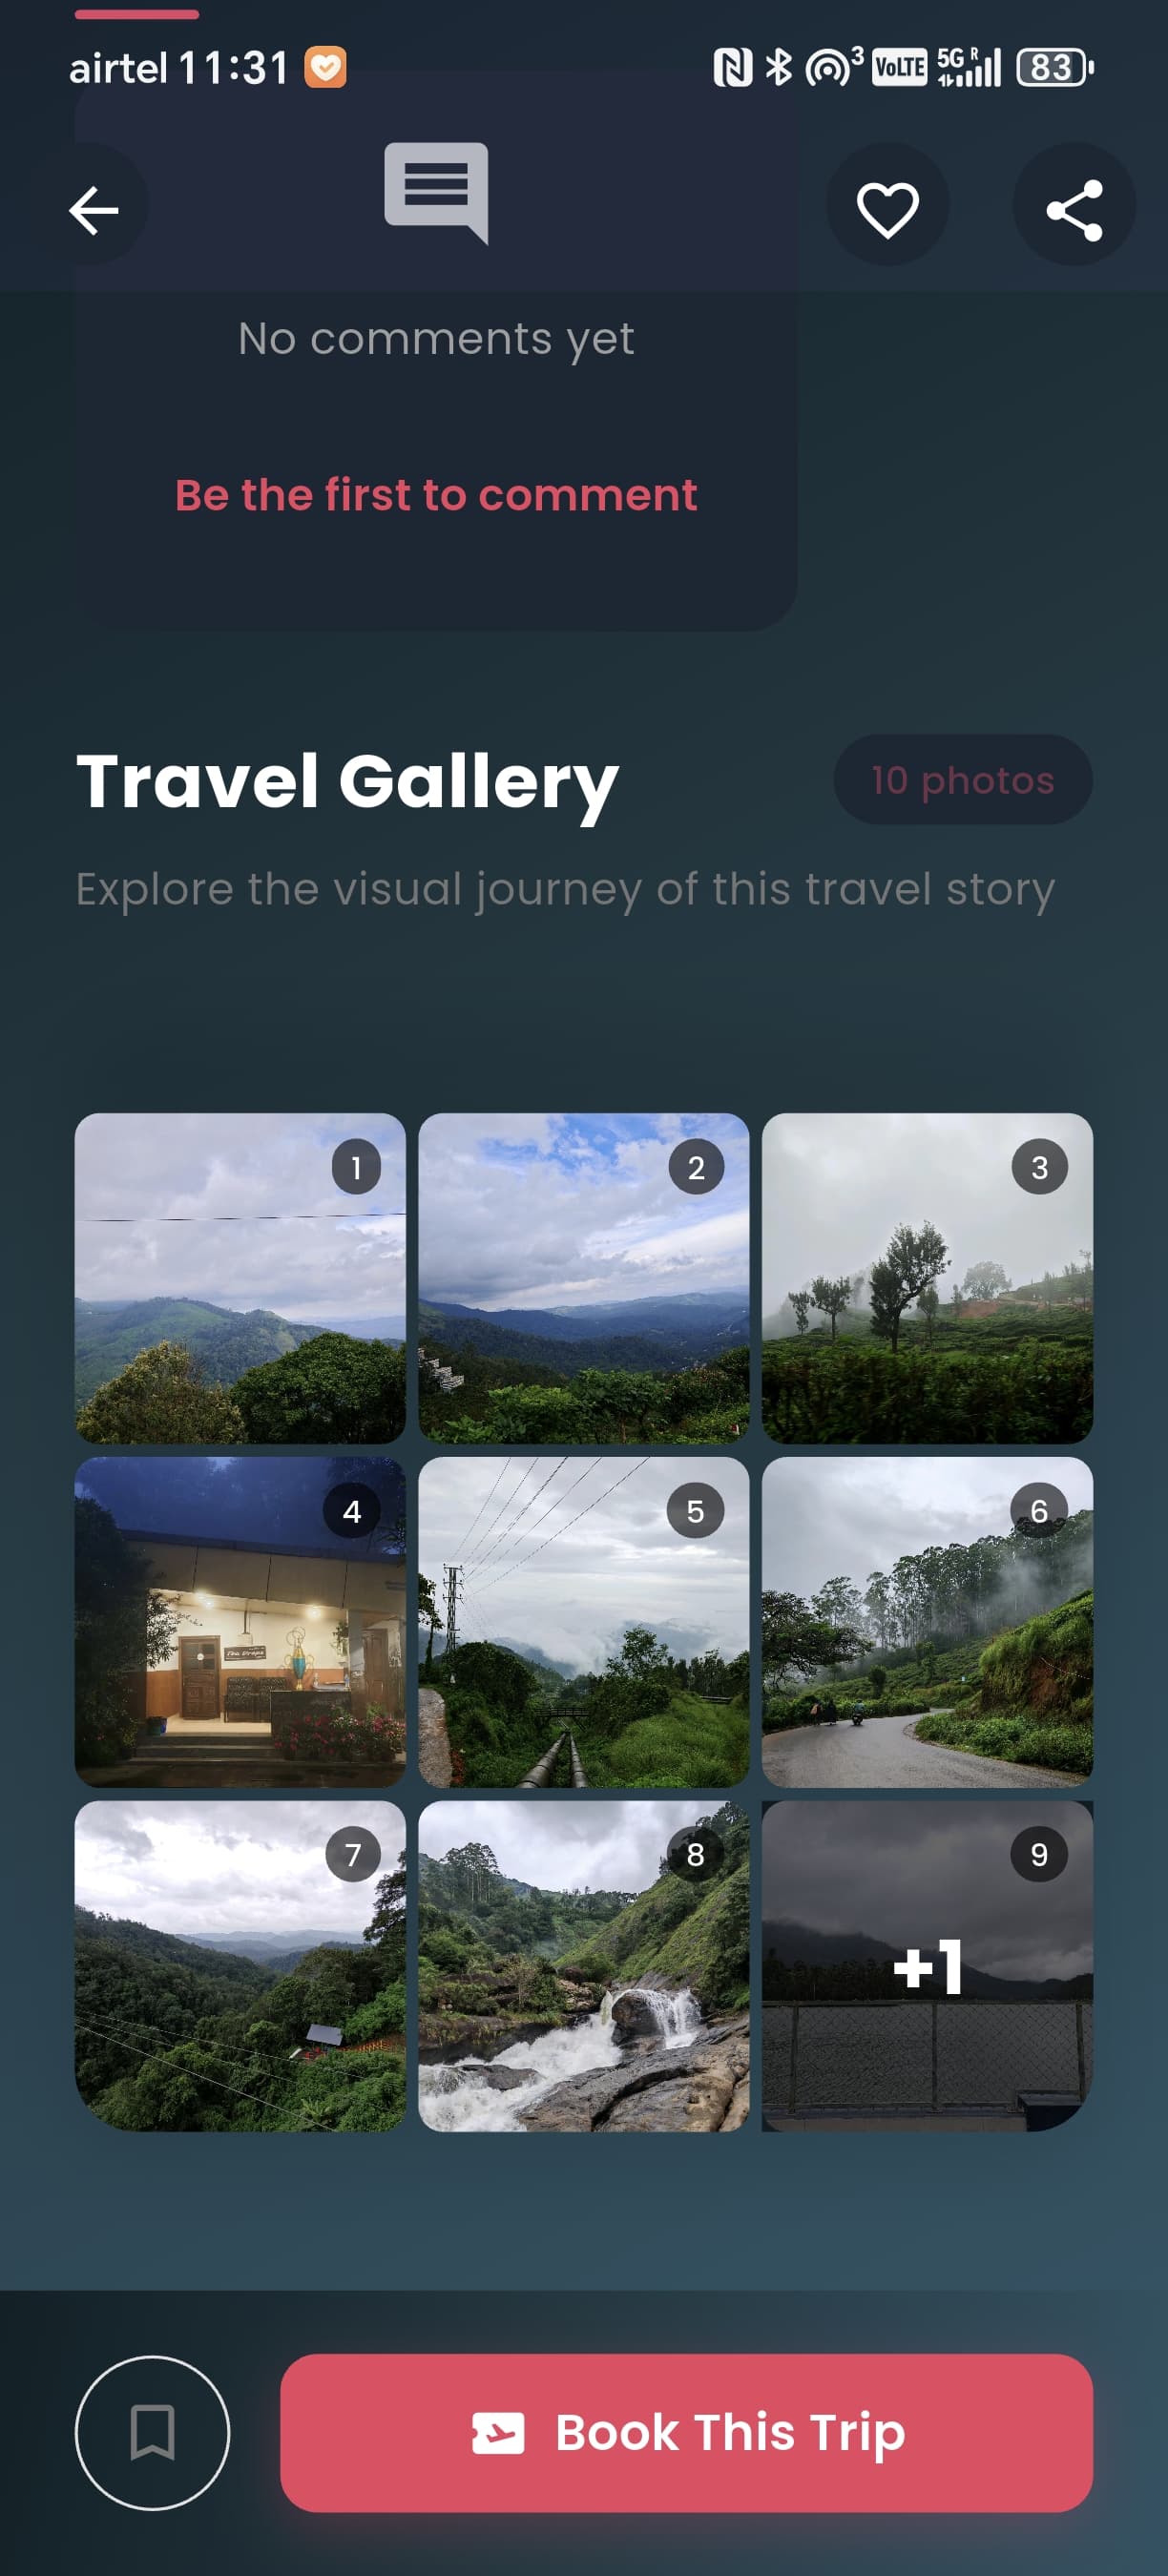 airtel 11:31 3 VoLTE 5G R 83
No comments yet
Be the first to comment
Travel Gallery
10 photos
Explore the visual journey of this travel story
1
2
3
4
5
6
7
8
9
+1
Book This Trip